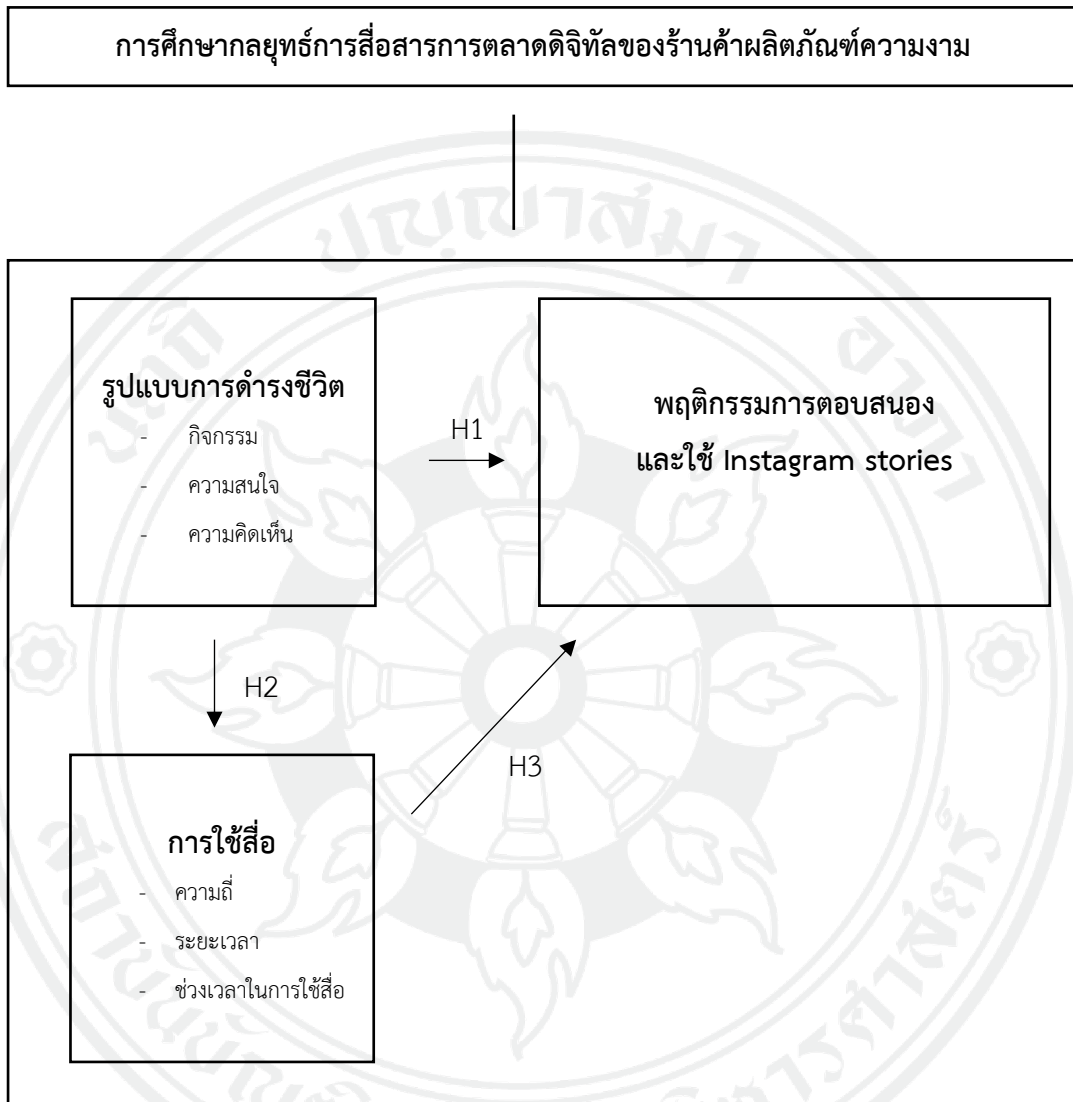 การศึกษากลยุทธ์การสื่อสารการตลาดดิจิทัลของร้านค้าผลิตภัณฑ์ความงาม
ปญฺญาสมา
รูปแบบการดำรงชีวิต
- กิจกรรม
- ความสนใจ
- ความคิดเห็น
H1
พฤติกรรมการตอบสนอง
และใช้ Instagram stories
H2
H3
การใช้สื่อ
- ความถี่
- ระยะเวลา
- ช่วงเวลาในการใช้สื่อ